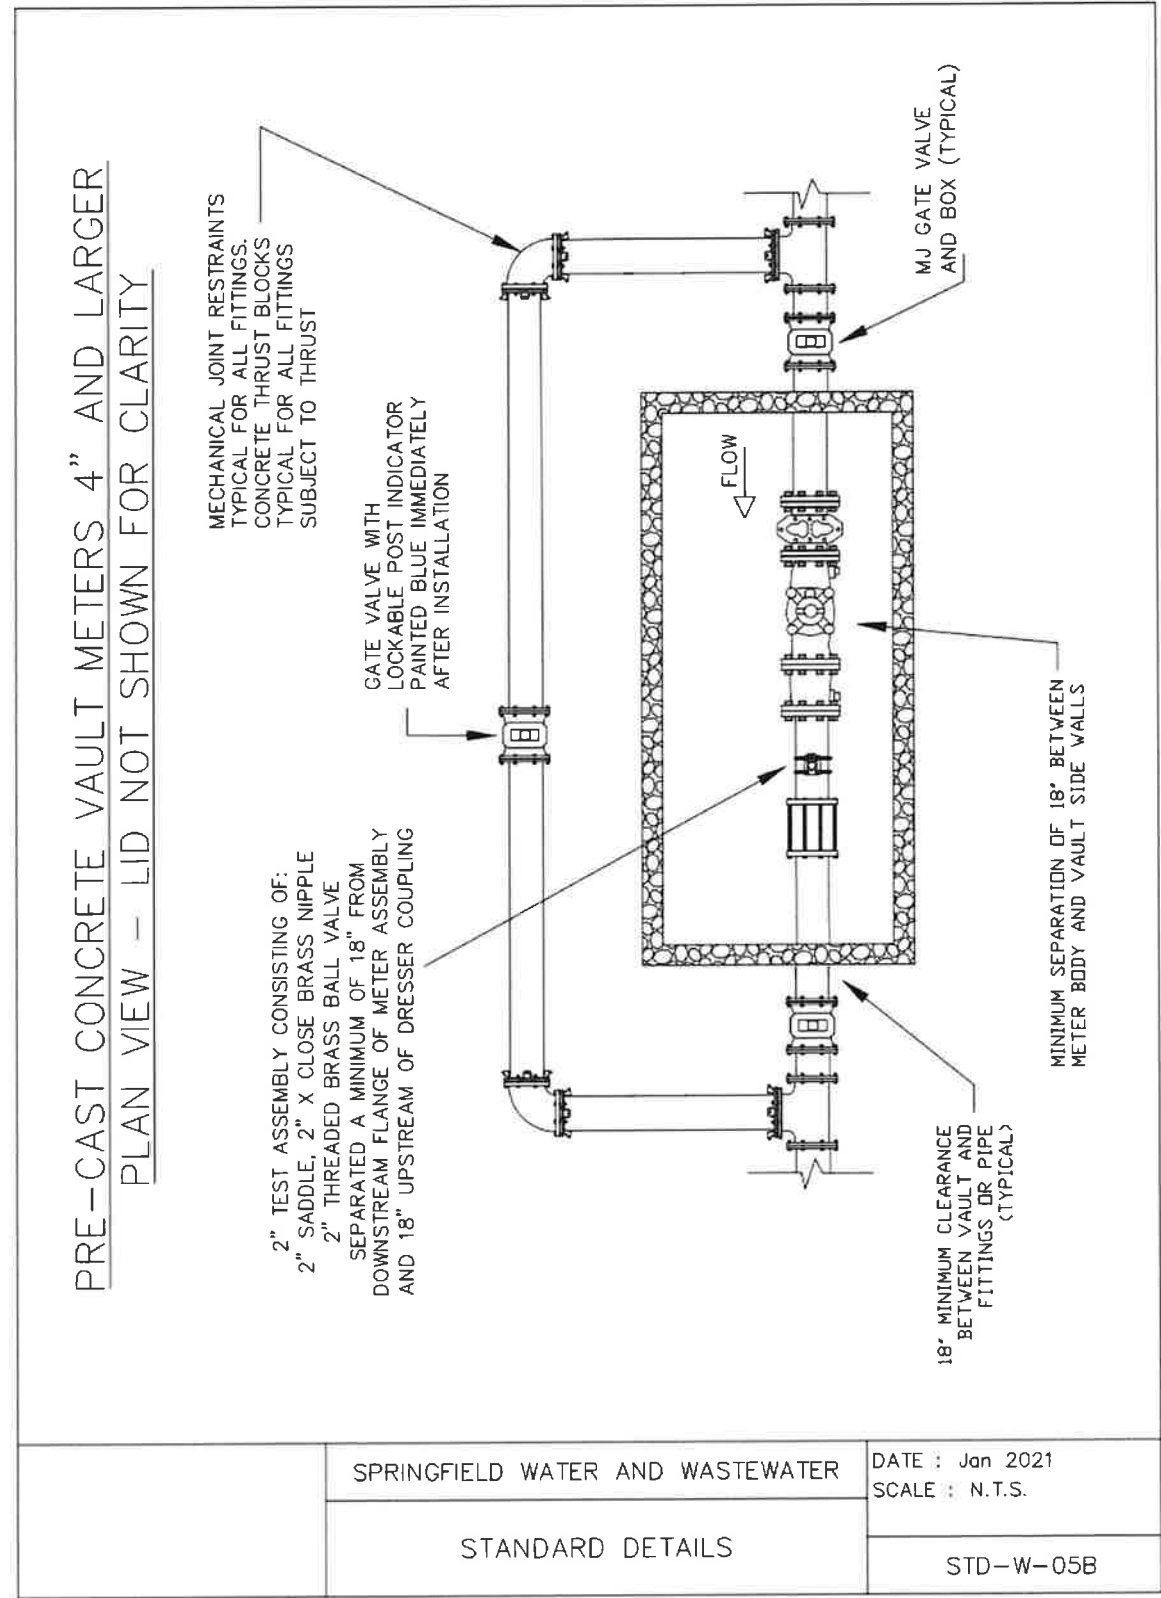 PRE-CAST CONCRETE VAULT METERS 4" AND LARGER
PLAN VIEW - LID NOT SHOWN FOR CLARITY
MECHANICAL JOINT RESTRAINTS
TYPICAL FOR ALL FITTINGS.
CONCRETE THRUST BLOCKS
TYPICAL FOR ALL FITTINGS
SUBJECT TO THRUST
GATE VALVE WITH
LOCKABLE POST INDICATOR
PAINTED BLUE IMMEDIATELY
AFTER INSTALLATION
2" TEST ASSEMBLY CONSISTING OF:
2" SADDLE, 2" X CLOSE BRASS NIPPLE
2" THREADED BRASS BALL VALVE
SEPARATED A MINIMUM OF 18" FROM
DOWNSTREAM FLANGE OF METER ASSEMBLY
AND 18" UPSTREAM OF DRESSER COUPLING
FLOW
MJ GATE VALVE
AND BOX (TYPICAL)
MINIMUM SEPARATION OF 18" BETWEEN
METER BODY AND VAULT SIDE WALLS
18" MINIMUM CLEARANCE
BETWEEN VAULT AND
FITTINGS OR PIPE
(TYPICAL)
SPRINGFIELD WATER AND WASTEWATER
STANDARD DETAILS
DATE : Jan 2021
SCALE : N.T.S.
STD-W-05B